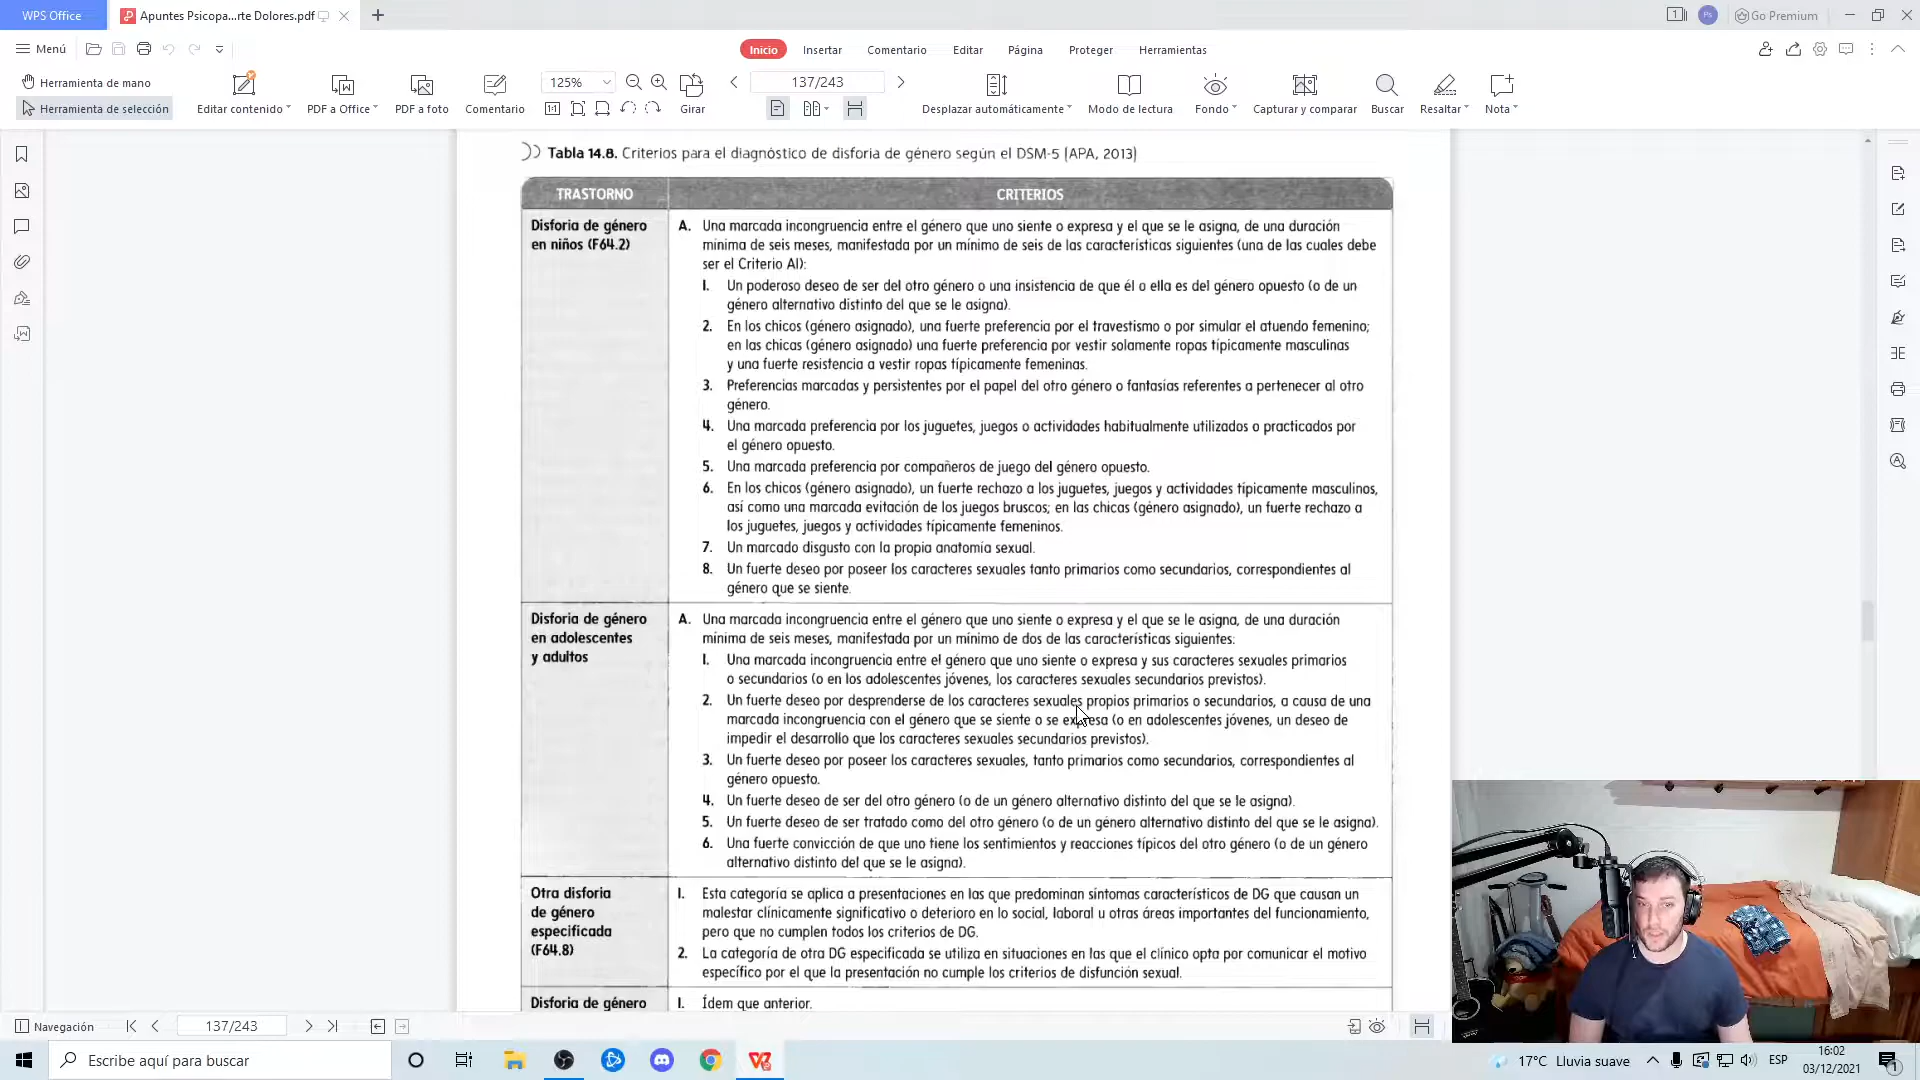 WPS Office
Apuntes Psicopa...rte Dolores.pdf
1
Ps
Go Premium
Menú
Inicio
Insertar
Comentario
Editar
Página
Proteger
Herramientas
Herramienta de mano
Herramienta de selección
Editar contenido
PDF a Office
PDF a foto
Comentario
125%
Girar
137/243
Desplazar automáticamente
Modo de lectura
Fondo
Capturar y comparar
Buscar
Resaltar
Nota
Tabla 14.8. Criterios para el diagnóstico de disforia de género según el DSM-5 (APA, 2013)
TRASTORNO
CRITERIOS
Disforia de género
en niños (F64.2)
A. Una marcada incongruencia entre el género que uno siente o expresa y el que se le asigna, de una duración
mínima de seis meses, manifestada por un mínimo de seis de las características siguientes (una de las cuales debe
ser el Criterio A1):
1. Un poderoso deseo de ser del otro género o una insistencia de que él o ella es del género opuesto (o de un
género alternativo distinto del que se le asigna).
2. En los chicos (género asignado), una fuerte preferencia por el travestismo o por simular el atuendo femenino;
en las chicas (género asignado) una fuerte preferencia por vestir solamente ropas típicamente masculinas
y una fuerte resistencia a vestir ropas típicamente femeninas.
3. Preferencias marcadas y persistentes por el papel del otro género o fantasías referentes a pertenecer al otro
género.
4. Una marcada preferencia por los juguetes, juegos o actividades habitualmente utilizados o practicados por
el género opuesto.
5. Una marcada preferencia por compañeros de juego del género opuesto.
6. En los chicos (género asignado), un fuerte rechazo a los juguetes, juegos y actividades típicamente masculinos,
así como una marcada evitación de los juegos bruscos; en las chicas (género asignado), un fuerte rechazo a
los juguetes, juegos y actividades típicamente femeninos.
7. Un marcado disgusto con la propia anatomía sexual.
8. Un fuerte deseo por poseer los caracteres sexuales tanto primarios como secundarios, correspondientes al
género que se siente.
Disforia de género
en adolescentes
y adultos
A. Una marcada incongruencia entre el género que uno siente o expresa y el que se le asigna, de una duración
mínima de seis meses, manifestada por un mínimo de dos de las características siguientes:
1. Una marcada incongruencia entre el género que uno siente o expresa y sus caracteres sexuales primarios
o secundarios (o en los adolescentes jóvenes, los caracteres sexuales secundarios previstos).
2. Un fuerte deseo por desprenderse de los caracteres sexuales propios primarios o secundarios, a causa de una
marcada incongruencia con el género que se siente o se expresa (o en adolescentes jóvenes, un deseo de
impedir el desarrollo que los caracteres sexuales secundarios previstos).
3. Un fuerte deseo por poseer los caracteres sexuales, tanto primarios como secundarios, correspondientes al
género opuesto.
4. Un fuerte deseo de ser del otro género (o de un género alternativo distinto del que se le asigna).
5. Un fuerte deseo de ser tratado como del otro género (o de un género alternativo distinto del que se le asigna).
6. Una fuerte convicción de que uno tiene los sentimientos y reacciones típicos del otro género (o de un género
alternativo distinto del que se le asigna).
Otra disforia
de género
especificada
(F64.8)
1. Esta categoría se aplica a presentaciones en las que predominan síntomas característicos de DG que causan un
malestar clínicamente significativo o deterioro en lo social, laboral u otras áreas importantes del funcionamiento,
pero que no cumplen todos los criterios de DG.
2. La categoría de otra DG especificada se utiliza en situaciones en las que el clínico opta por comunicar el motivo
específico por el que la presentación no cumple los criterios de disfunción sexual.
Disforia de género
1. Ídem que anterior.
Navegación
137/243
Escribe aquí para buscar
17°C Lluvia suave
ESP
16:02
03/12/2021
1